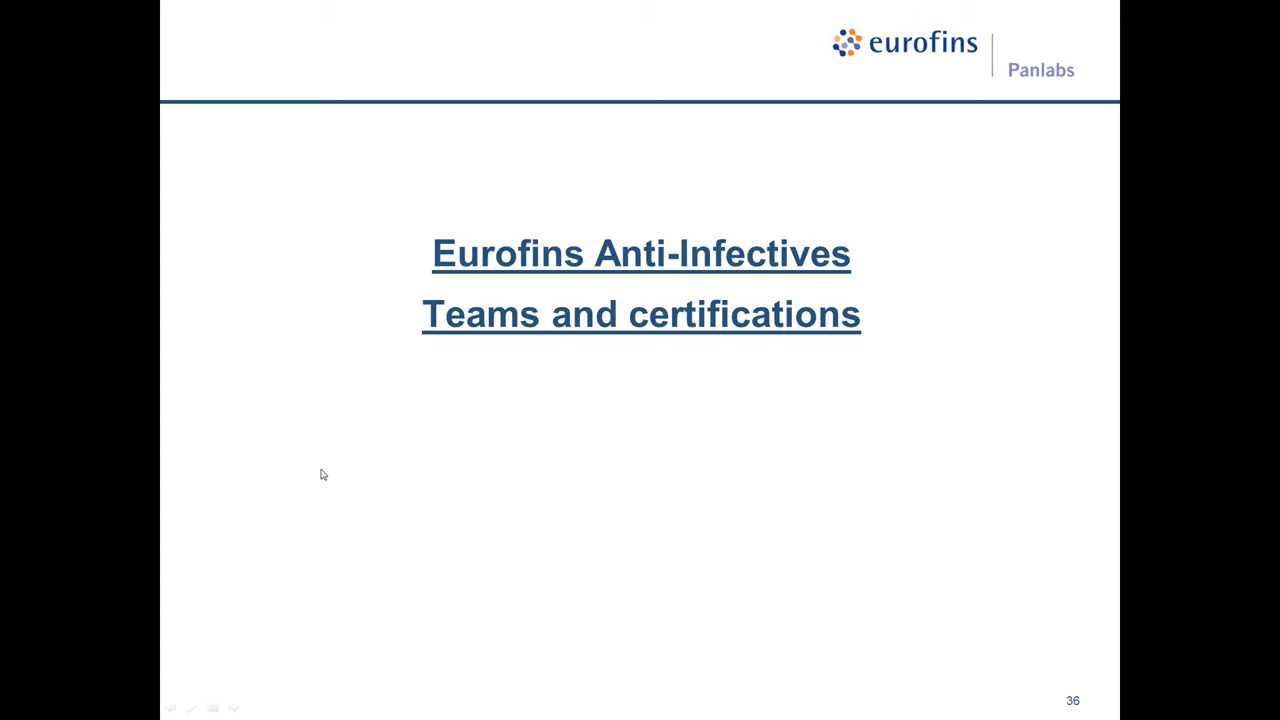 eurofins
Panlabs
Eurofins Anti-Infectives
Teams and certifications
36